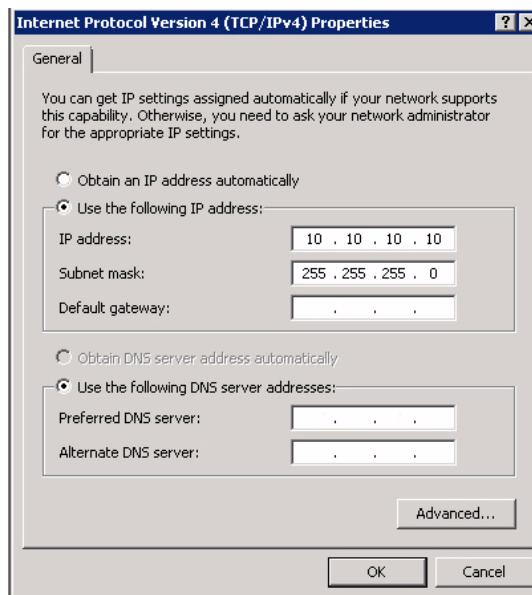 Internet Protocol Version 4 (TCP/IPv4) Properties
General
You can get IP settings assigned automatically if your network supports
this capability. Otherwise, you need to ask your network administrator
for the appropriate IP settings.
Obtain an IP address automatically
Use the following IP address:
IP address: 10 . 10 . 10 . 10
Subnet mask: 255 . 255 . 255 . 0
Default gateway: . . .
Obtain DNS server address automatically
Use the following DNS server addresses:
Preferred DNS server: . . .
Alternate DNS server: . . .
Advanced...
OK Cancel